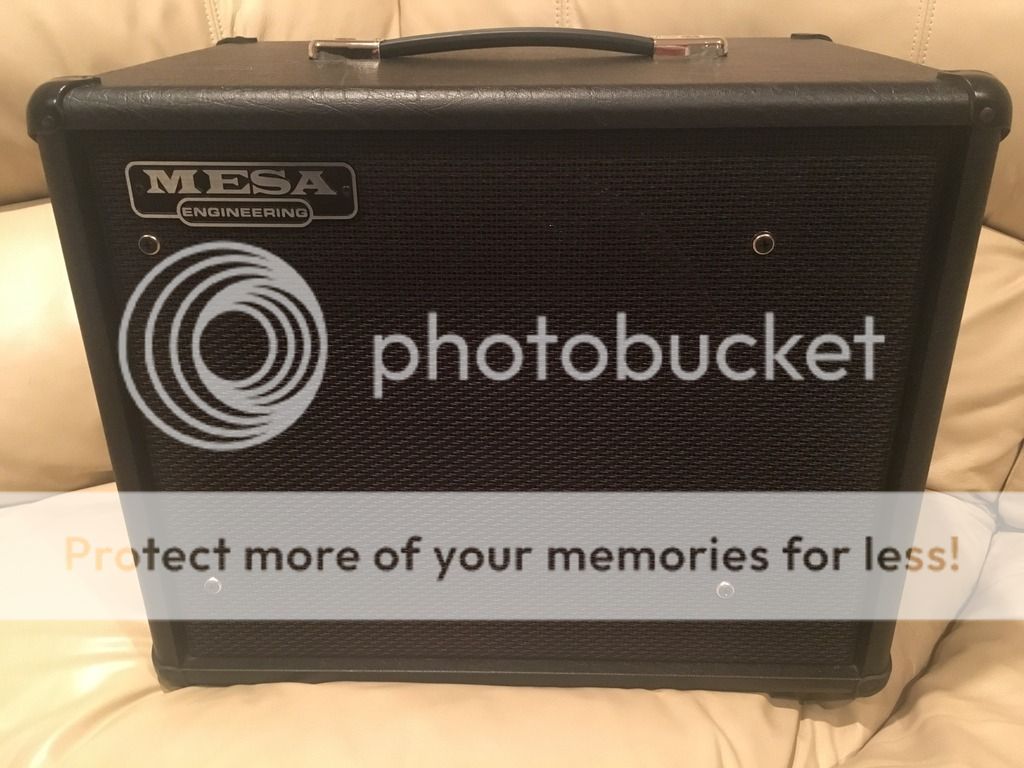 MESA
ENGINEERING
photobucket
Protect more of your memories for less!